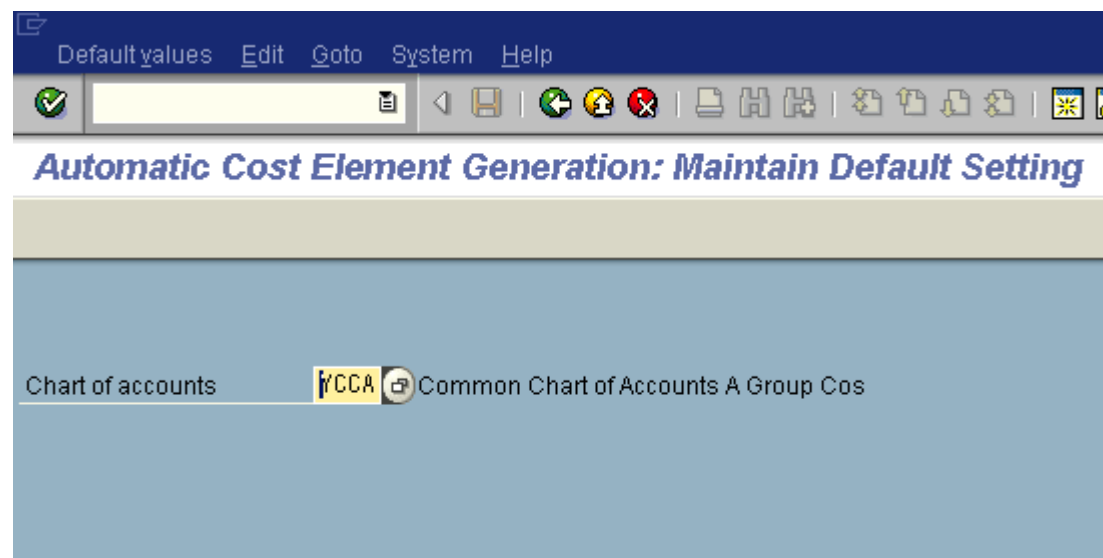 Default values Edit Goto System Help
Automatic Cost Element Generation: Maintain Default Setting
Chart of accounts YCCA Common Chart of Accounts A Group Cos